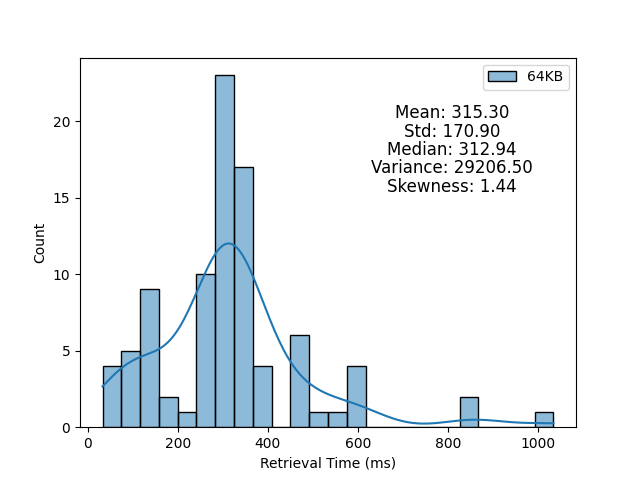 64KB
Mean: 315.30
Std: 170.90
Median: 312.94
Variance: 29206.50
Skewness: 1.44
Count
20
15
10
5
0
0 200 400 600 800 1000
Retrieval Time (ms)